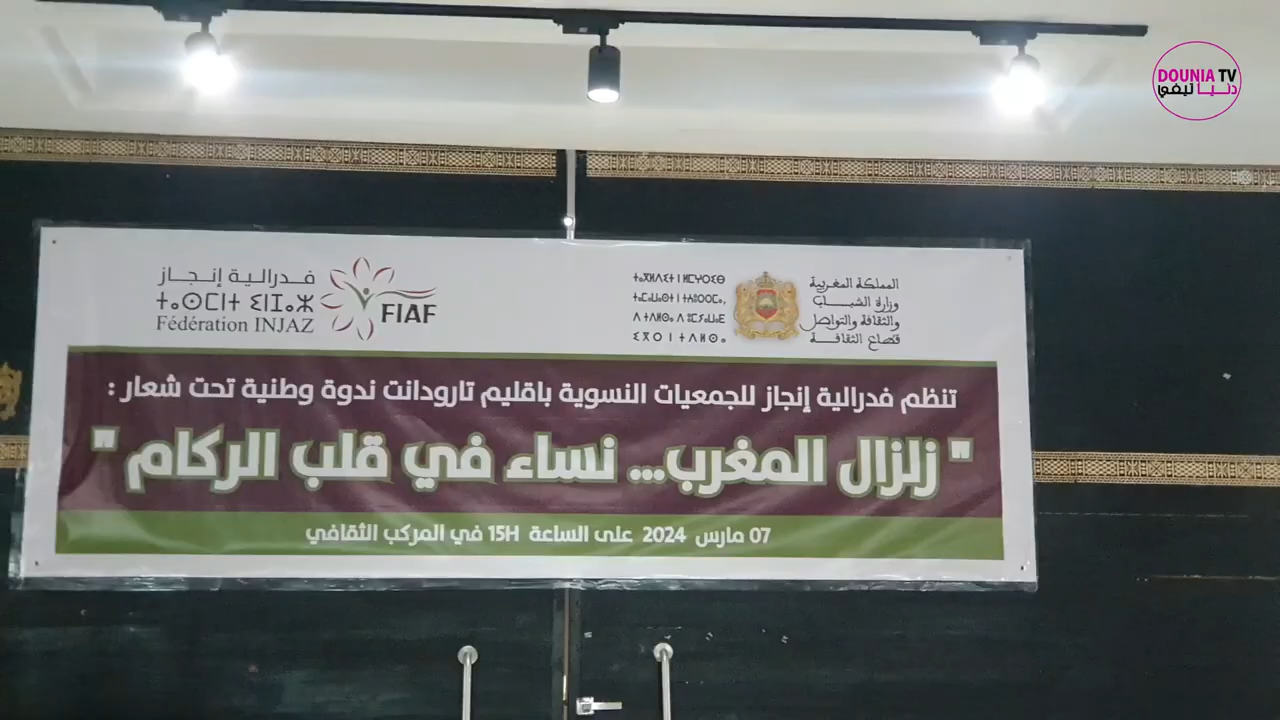 DOUNIA TV
دنيا تيفي
فدرالية إنجاز
ⵜⴰⵙⵎⵏⵜ ⵉⵏⵊⴰⵣ
Fédération INJAZ
FIAF
المملكة المغربية
وزارة الشباب
والثقافة والتواصل
قطاع الثقافة
تنظم فدرالية إنجاز للجمعيات النسوية باقليم تارودانت ندوة وطنية تحت شعار :
" زلزال المغرب... نساء في قلب الركام "
07 مارس 2024 على الساعة 15H في المركب الثقافي